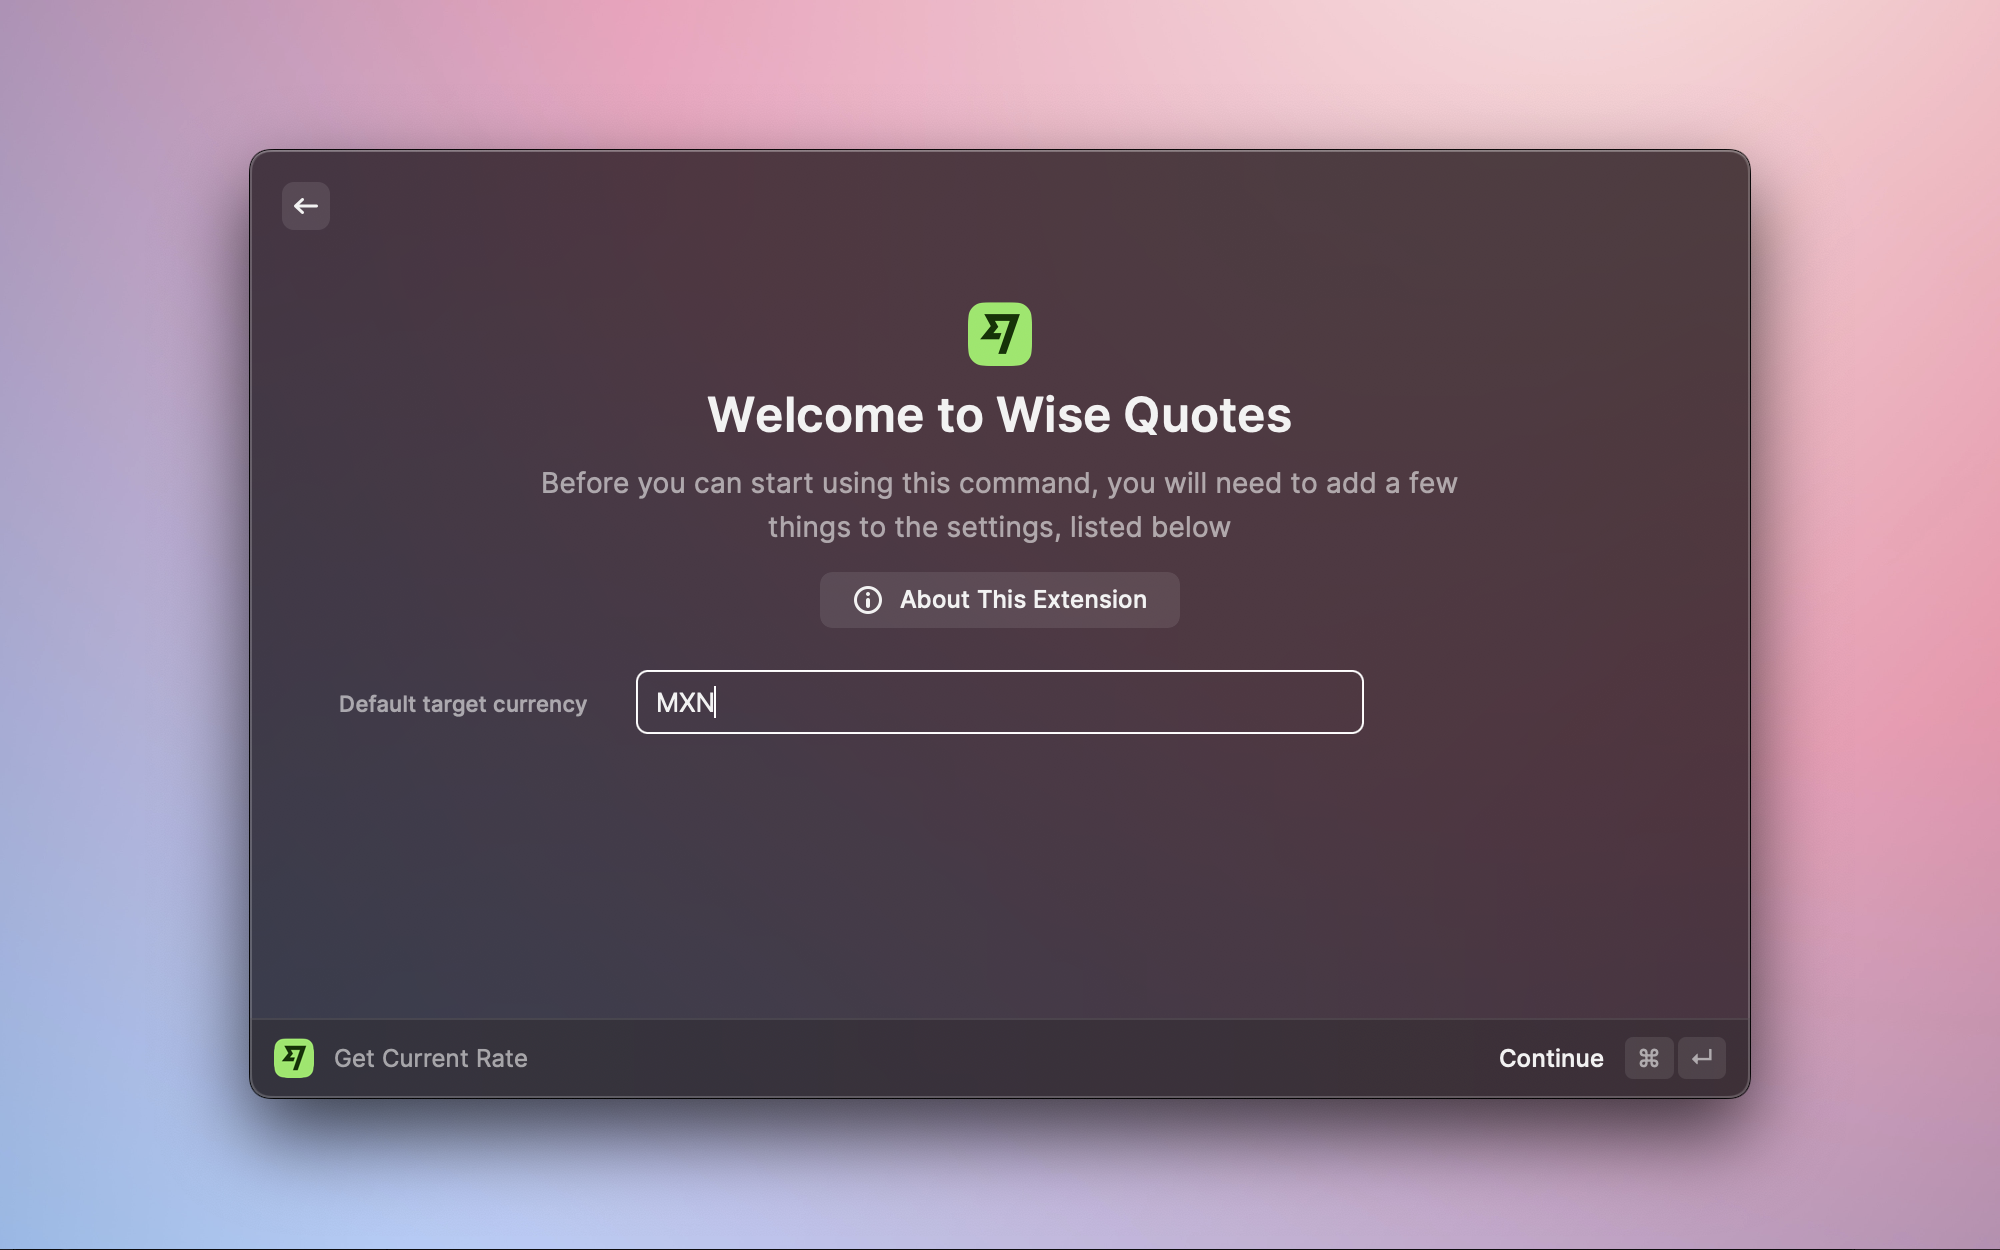 Welcome to Wise Quotes
Before you can start using this command, you will need to add a few
things to the settings, listed below
About This Extension
Default target currency
MXN
Get Current Rate
Continue ⌘ ↵